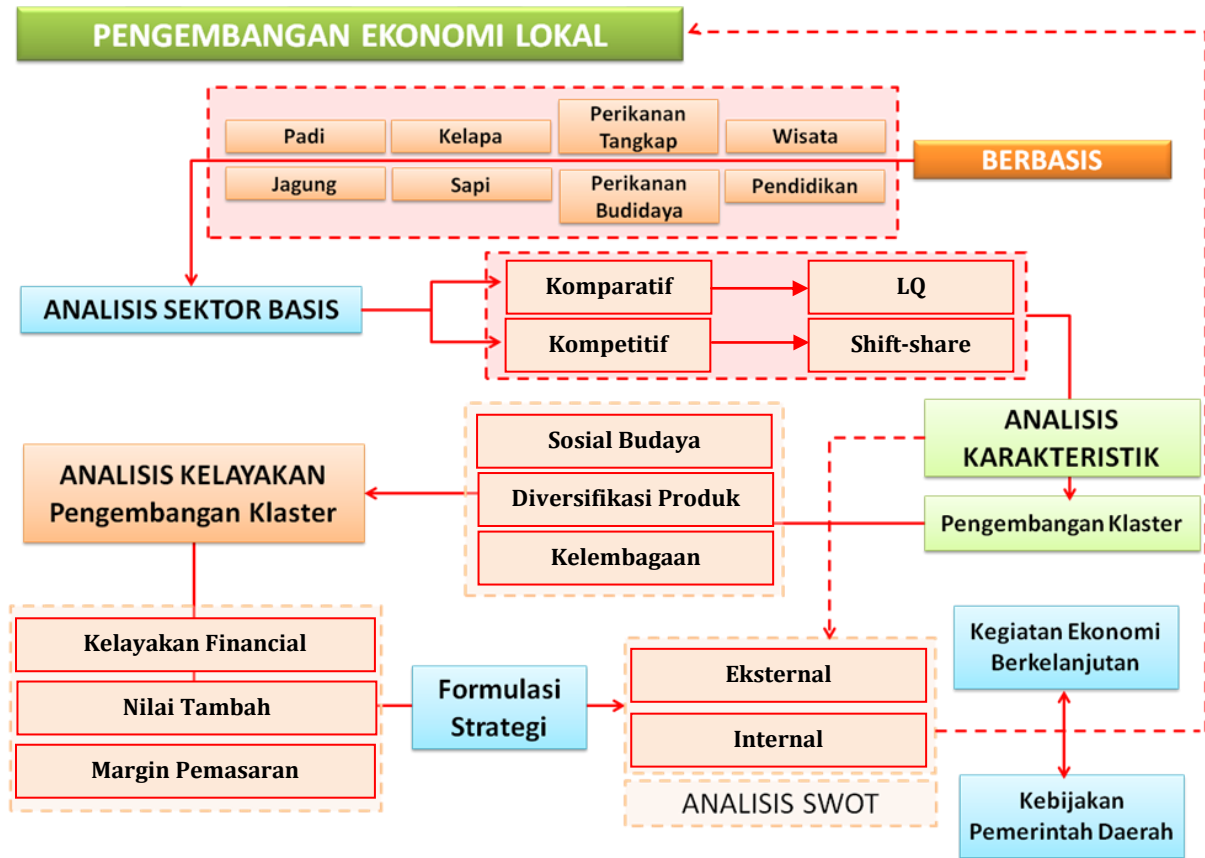 PENGEMBANGAN EKONOMI LOKAL
Padi
Kelapa
Perikanan
Tangkap
Wisata
Jagung
Sapi
Perikanan
Budidaya
Pendidikan
BERBASIS
ANALISIS SEKTOR BASIS
Komparatif
LQ
Kompetitif
Shift-share
ANALISIS
KARAKTERISTIK
Pengembangan Klaster
Sosial Budaya
Diversifikasi Produk
Kelembagaan
ANALISIS KELAYAKAN
Pengembangan Klaster
Kelayakan Financial
Nilai Tambah
Margin Pemasaran
Formulasi
Strategi
Eksternal
Internal
ANALISIS SWOT
Kegiatan Ekonomi
Berkelanjutan
Kebijakan
Pemerintah Daerah